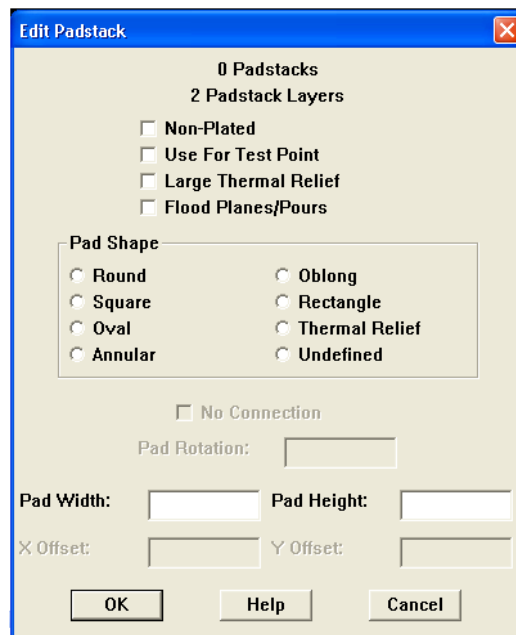 Edit Padstack
0 Padstacks
2 Padstack Layers
Non-Plated
Use For Test Point
Large Thermal Relief
Flood Planes/Pours
Pad Shape
Round Oblong
Square Rectangle
Oval Thermal Relief
Annular Undefined
No Connection
Pad Rotation:
Pad Width: Pad Height:
X Offset: Y Offset:
OK Help Cancel